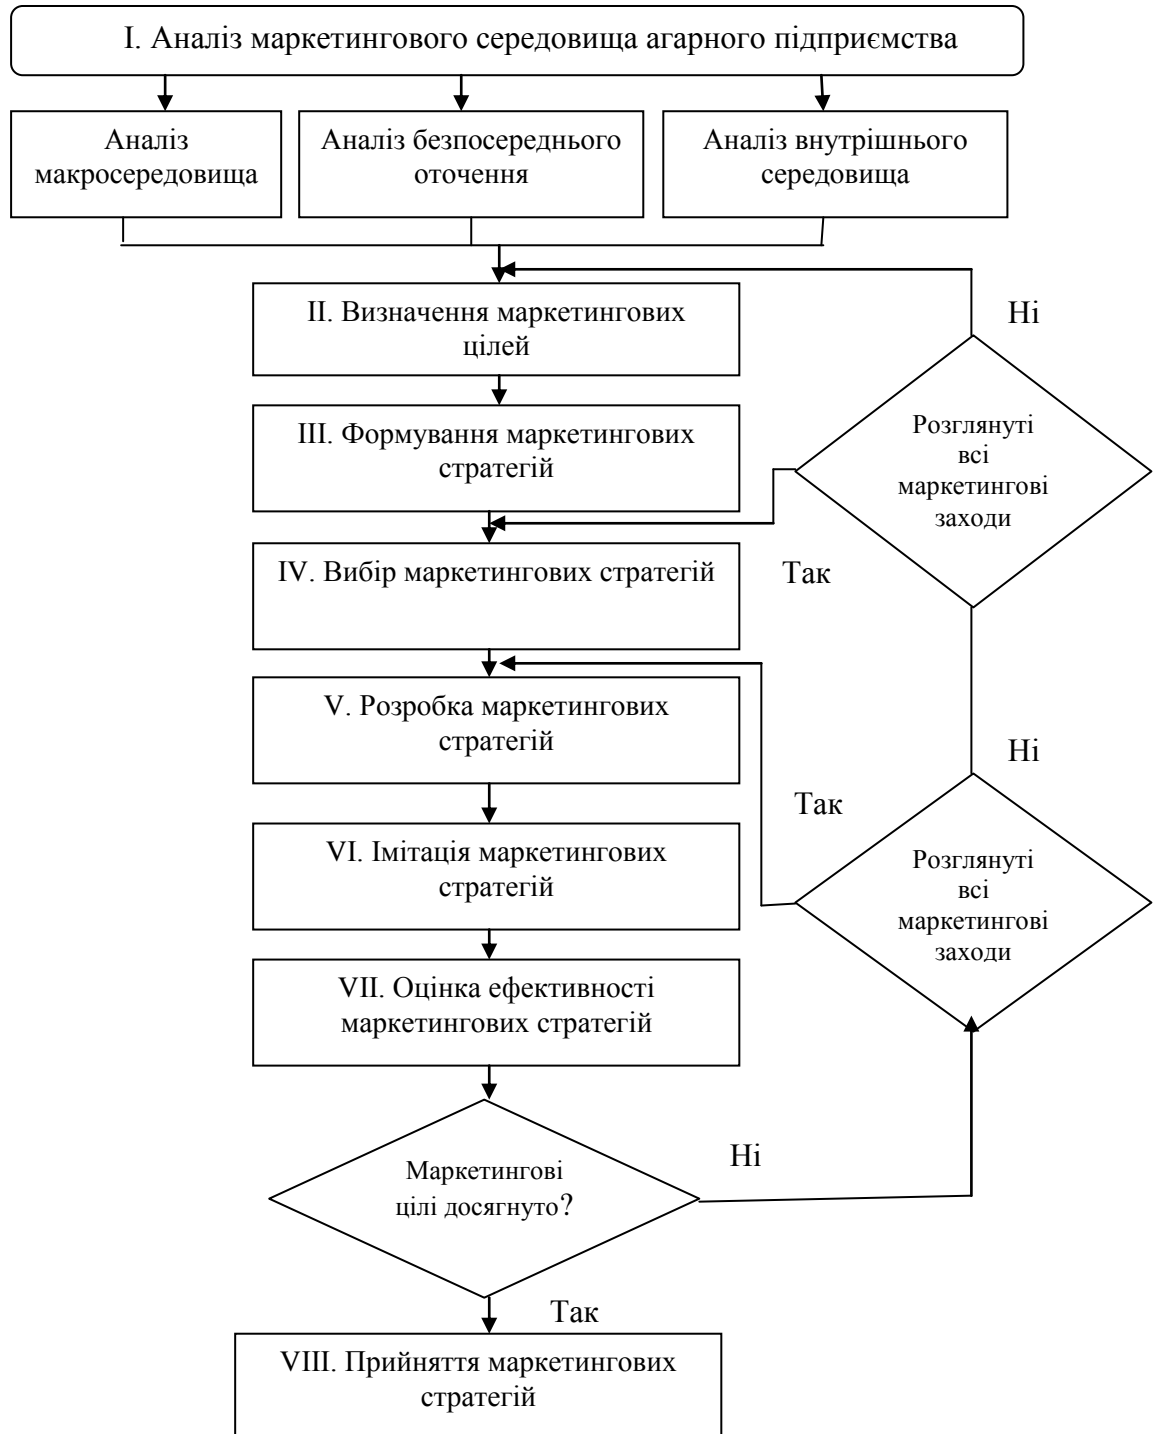 I. Аналіз маркетингового середовища агарного підприємства
Аналіз
макросередовища
Аналіз безпосереднього
оточення
Аналіз внутрішнього
середовища
II. Визначення маркетингових
цілей
Ні
III. Формування маркетингових
стратегій
Розглянуті
всі
маркетингові
заходи
IV. Вибір маркетингових стратегій
Так
V. Розробка маркетингових
стратегій
Ні
Так
VI. Імітація маркетингових
стратегій
Розглянуті
всі
маркетингові
заходи
VII. Оцінка ефективності
маркетингових стратегій
Маркетингові
цілі досягнуто?
Ні
Так
VIII. Прийняття маркетингових
стратегій